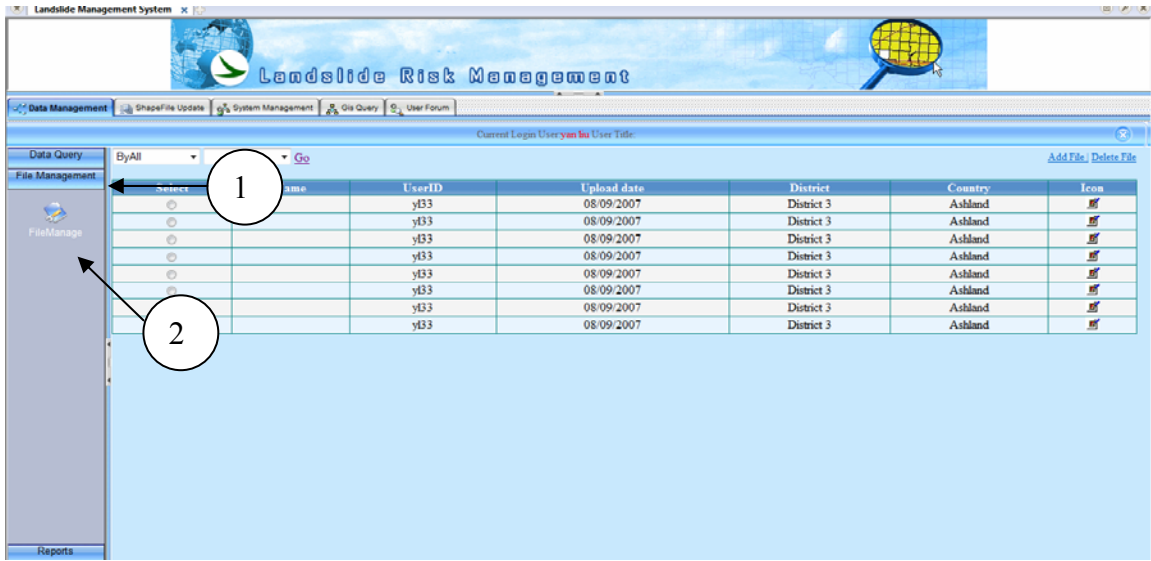 Landslide Management System
Landslide Risk Management
Data Management ShapeFile Update System Management Gis Query User Forum
Current Login User:yan liu User Title:
Data Query
ByAll Go Add File | Delete File
File Management
1
Select UserID Upload date District Country Icon
yl33 08/09/2007 District 3 Ashland
yl33 08/09/2007 District 3 Ashland
FileManage
yl33 08/09/2007 District 3 Ashland
yl33 08/09/2007 District 3 Ashland
yl33 08/09/2007 District 3 Ashland
yl33 08/09/2007 District 3 Ashland
yl33 08/09/2007 District 3 Ashland
yl33 08/09/2007 District 3 Ashland
2
Reports